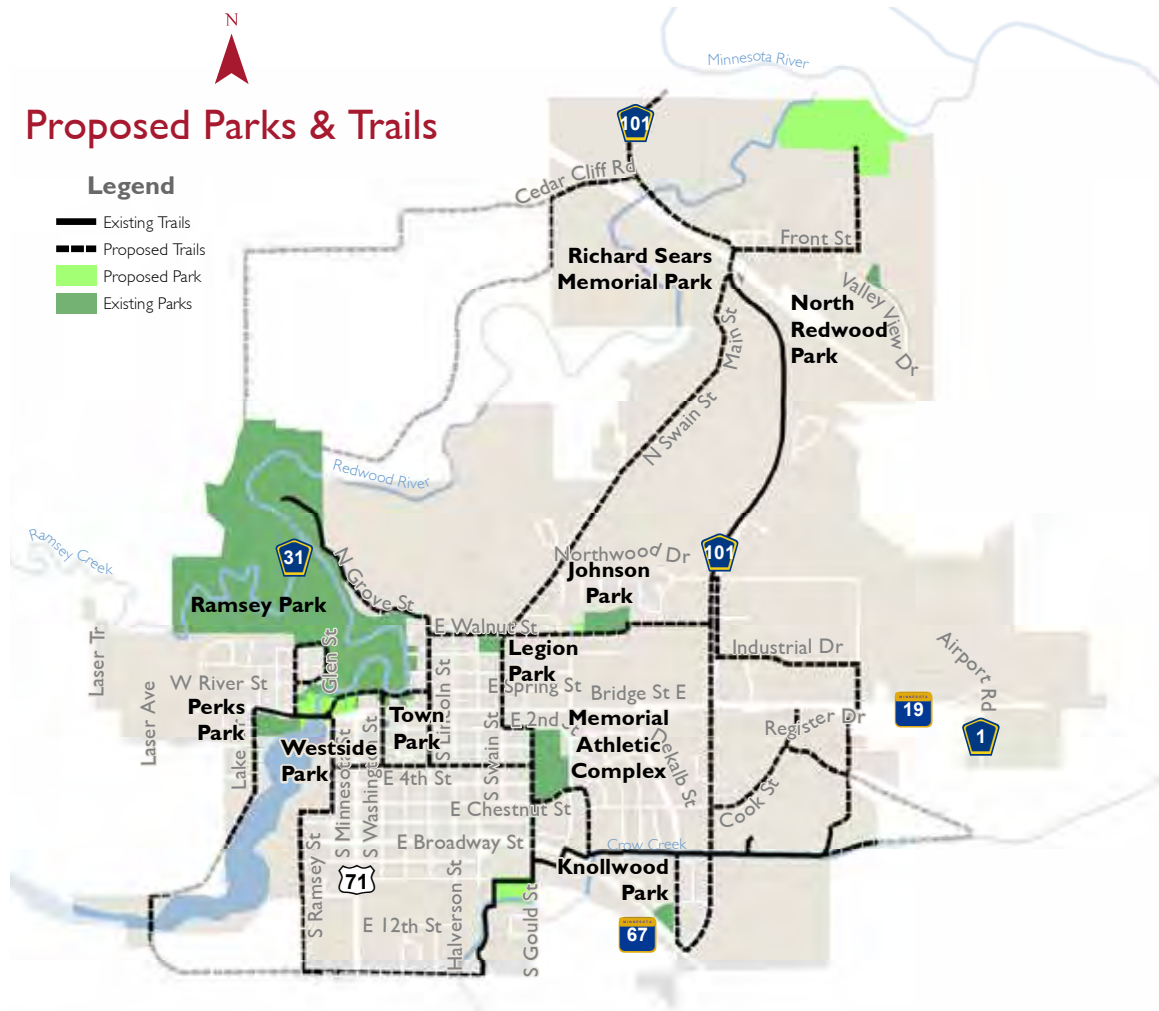 N
Minnesota River
Proposed Parks & Trails
101
Legend
Cedar Cliff Rd
Existing Trails
Proposed Trails
Proposed Park
Existing Parks
Front St
Richard Sears
Memorial Park
Valley View Dr
North
Redwood
Park
Main St
N Swain St
Redwood River
Ramsey Creek
31
101
Northwood Dr
Johnson
Park
N Grove St
Ramsey Park
E Walnut St
Legion
Park
Industrial Dr
Airport Rd
Laser Tr
Glen St
W River St
E Spring St
Bridge St E
Perks
Park
Town
Park
S Lincoln St
E 2nd St
Memorial
Athletic
Complex
Register Dr
19
1
Laser Ave
Lake
Westside
Park
S Minnesota St
S Washington St
E 4th St
S Swain St
Dekalb St
E Chestnut St
Cook St
E Broadway St
Crow Creek
Knollwood
Park
71
S Ramsey St
E 12th St
Halverson St
S Gould St
67
MINNESOTA
MINNESOTA